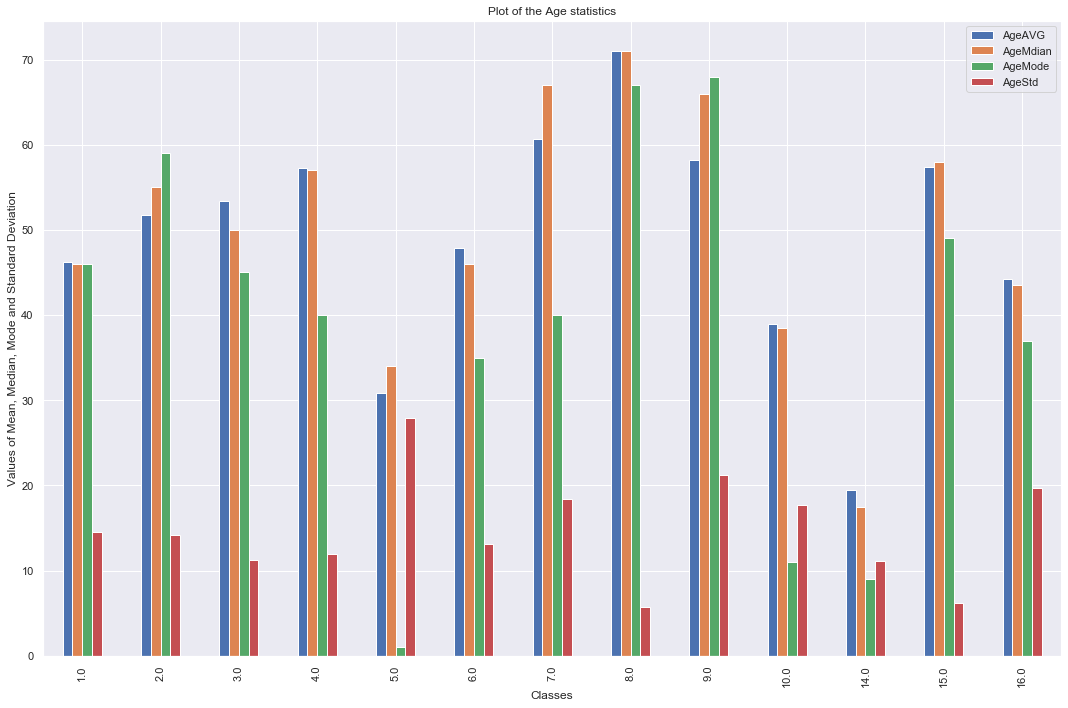 Plot of the Age statistics
AgeAVG
AgeMdian
AgeMode
AgeStd
Values of Mean, Median, Mode and Standard Deviation
70
60
50
40
30
20
10
0
1.0 2.0 3.0 4.0 5.0 6.0 7.0 8.0 9.0 10.0 14.0 15.0 16.0
Classes